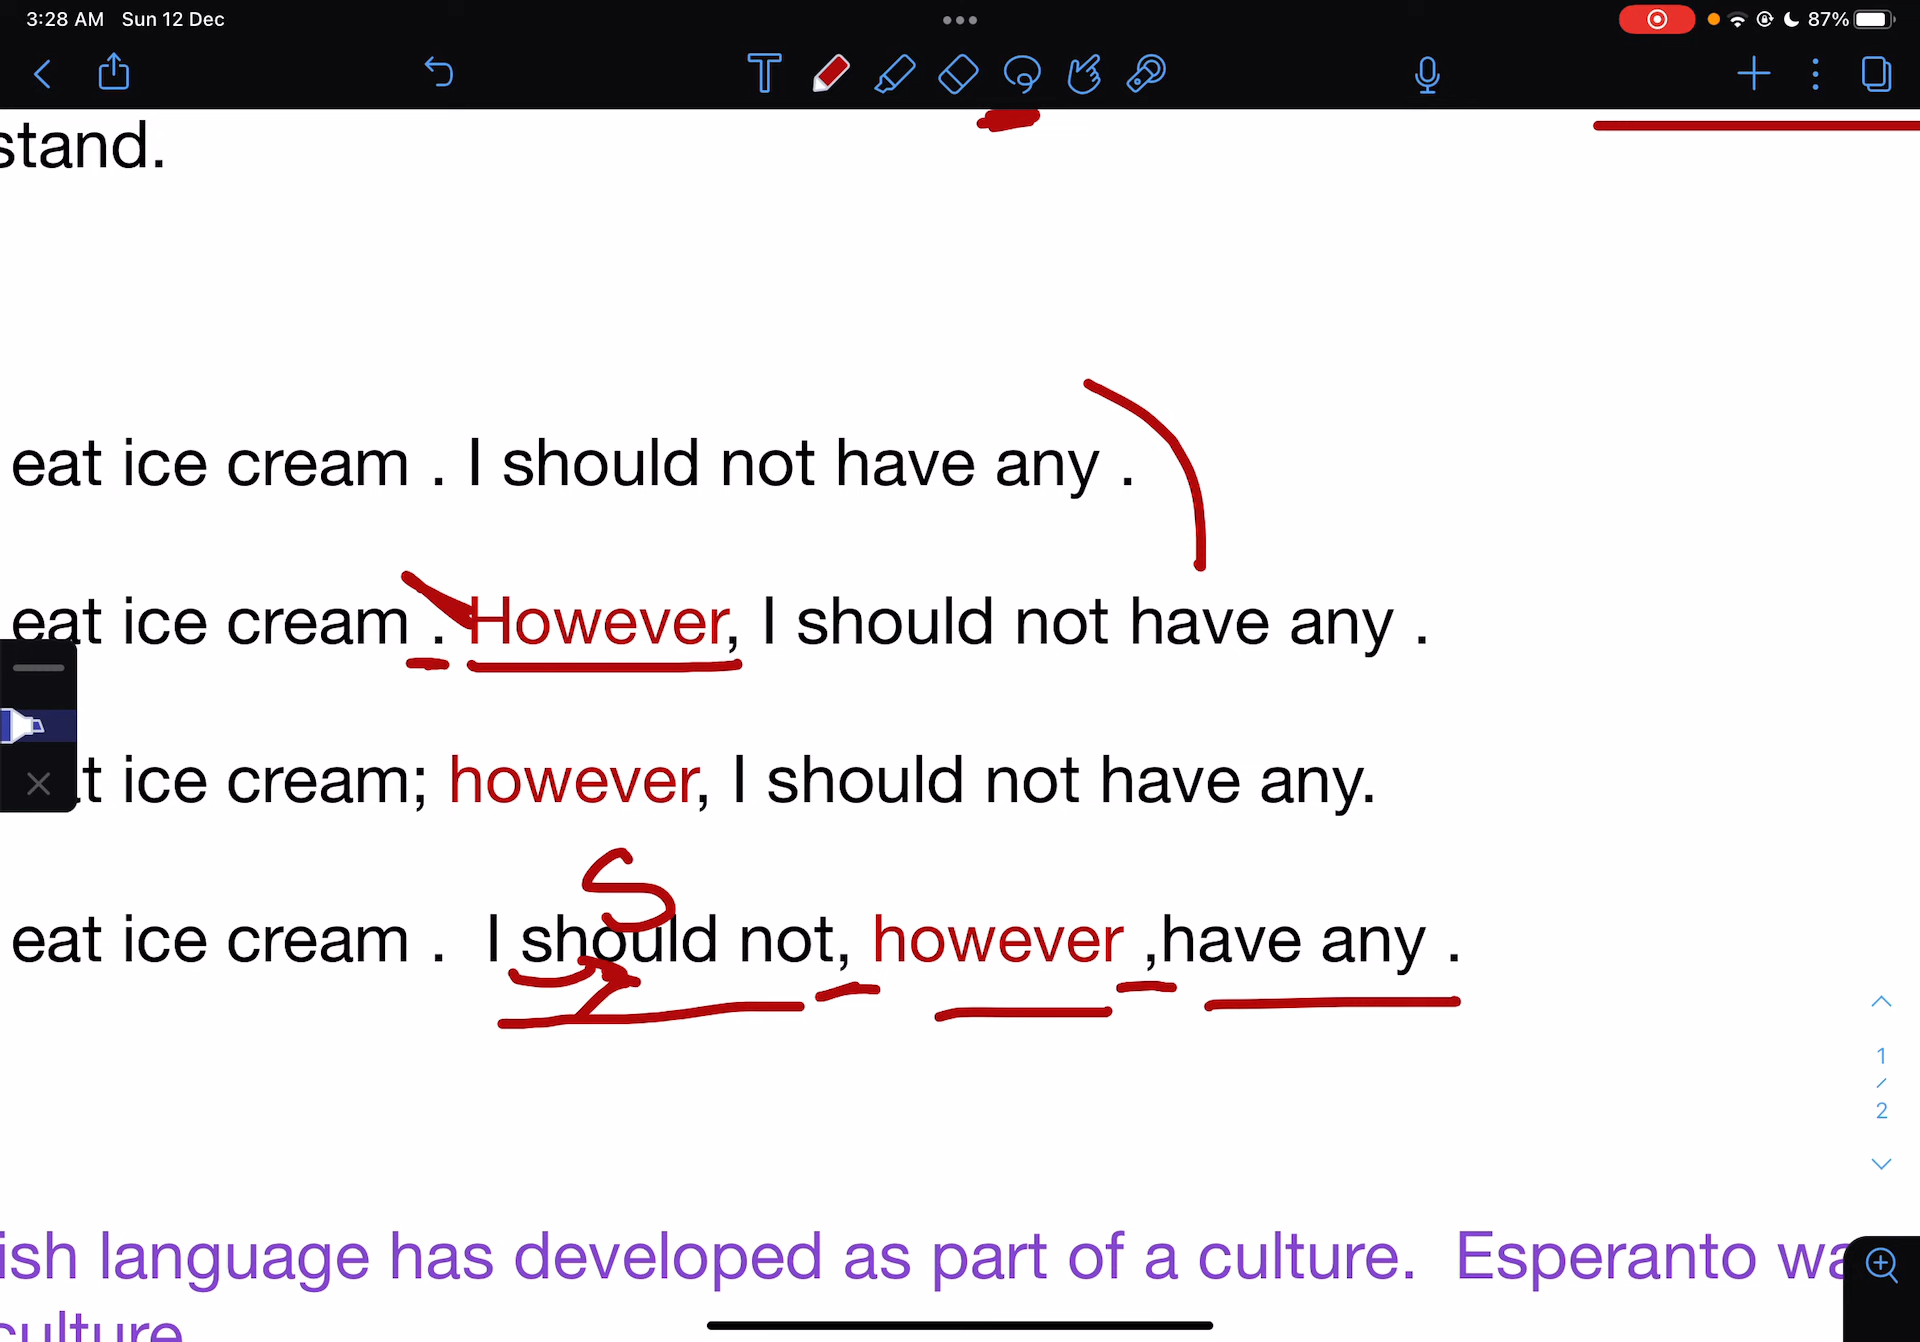 3:28 AM Sun 12 Dec
87%
stand.
eat ice cream . I should not have any .
eat ice cream . However, I should not have any .
t ice cream; however, I should not have any.
S
eat ice cream . I should not, however ,have any .
1
/
2
ish language has developed as part of a culture. Esperanto wa
culture